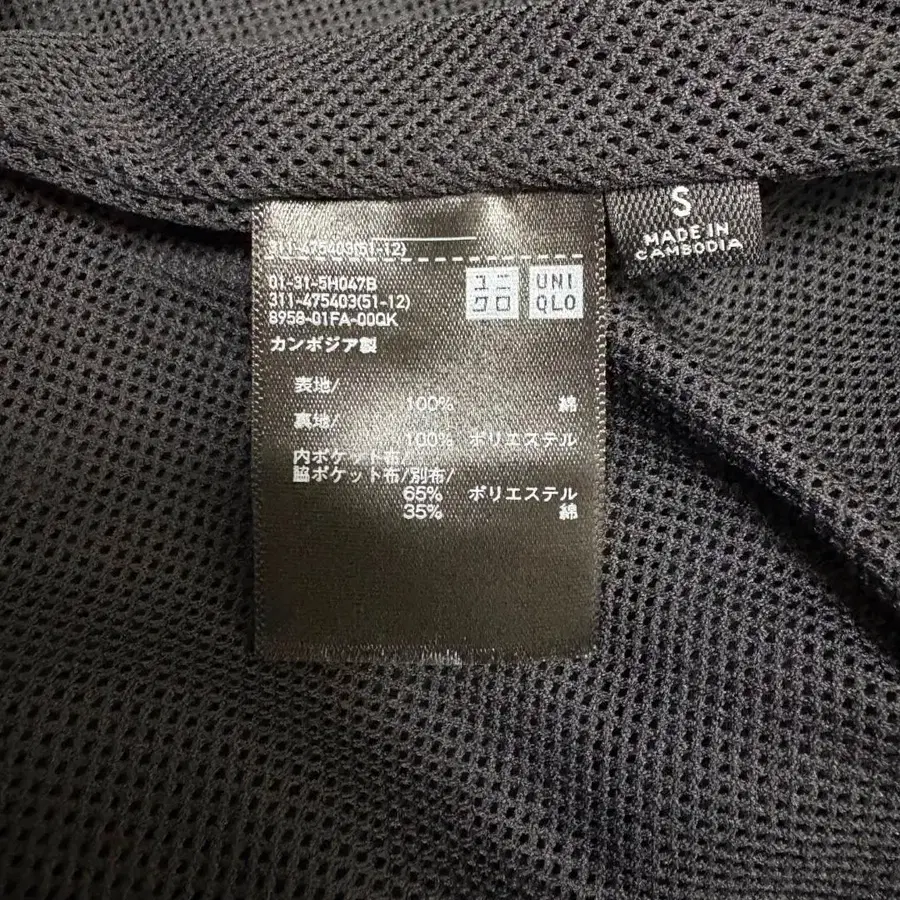 311-475403(51-12)
01-31-5H047B
311-475403(51-12)
8958-01FA-00QK
カンボジア製
ユニ
クロ
UNI
QLO
表地/
100% 綿
裏地/
100% ポリエステル
内ポケット布/
脇ポケット布/別布/
65% ポリエステル
35% 綿
S
MADE IN
CAMBODIA